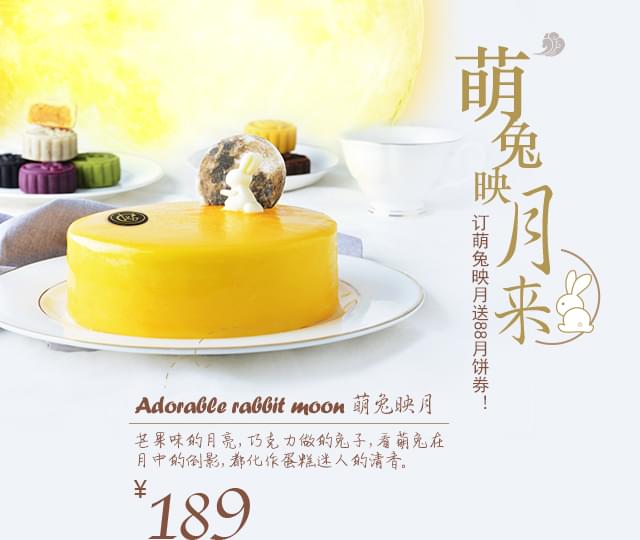 萌兔映月来
订萌兔映月送88月饼券！
Adorable rabbit moon 萌兔映月
芒果味的月亮，巧克力做的兔子，看萌兔在
月中的倒影，都化作蛋糕迷人的清香。
¥189